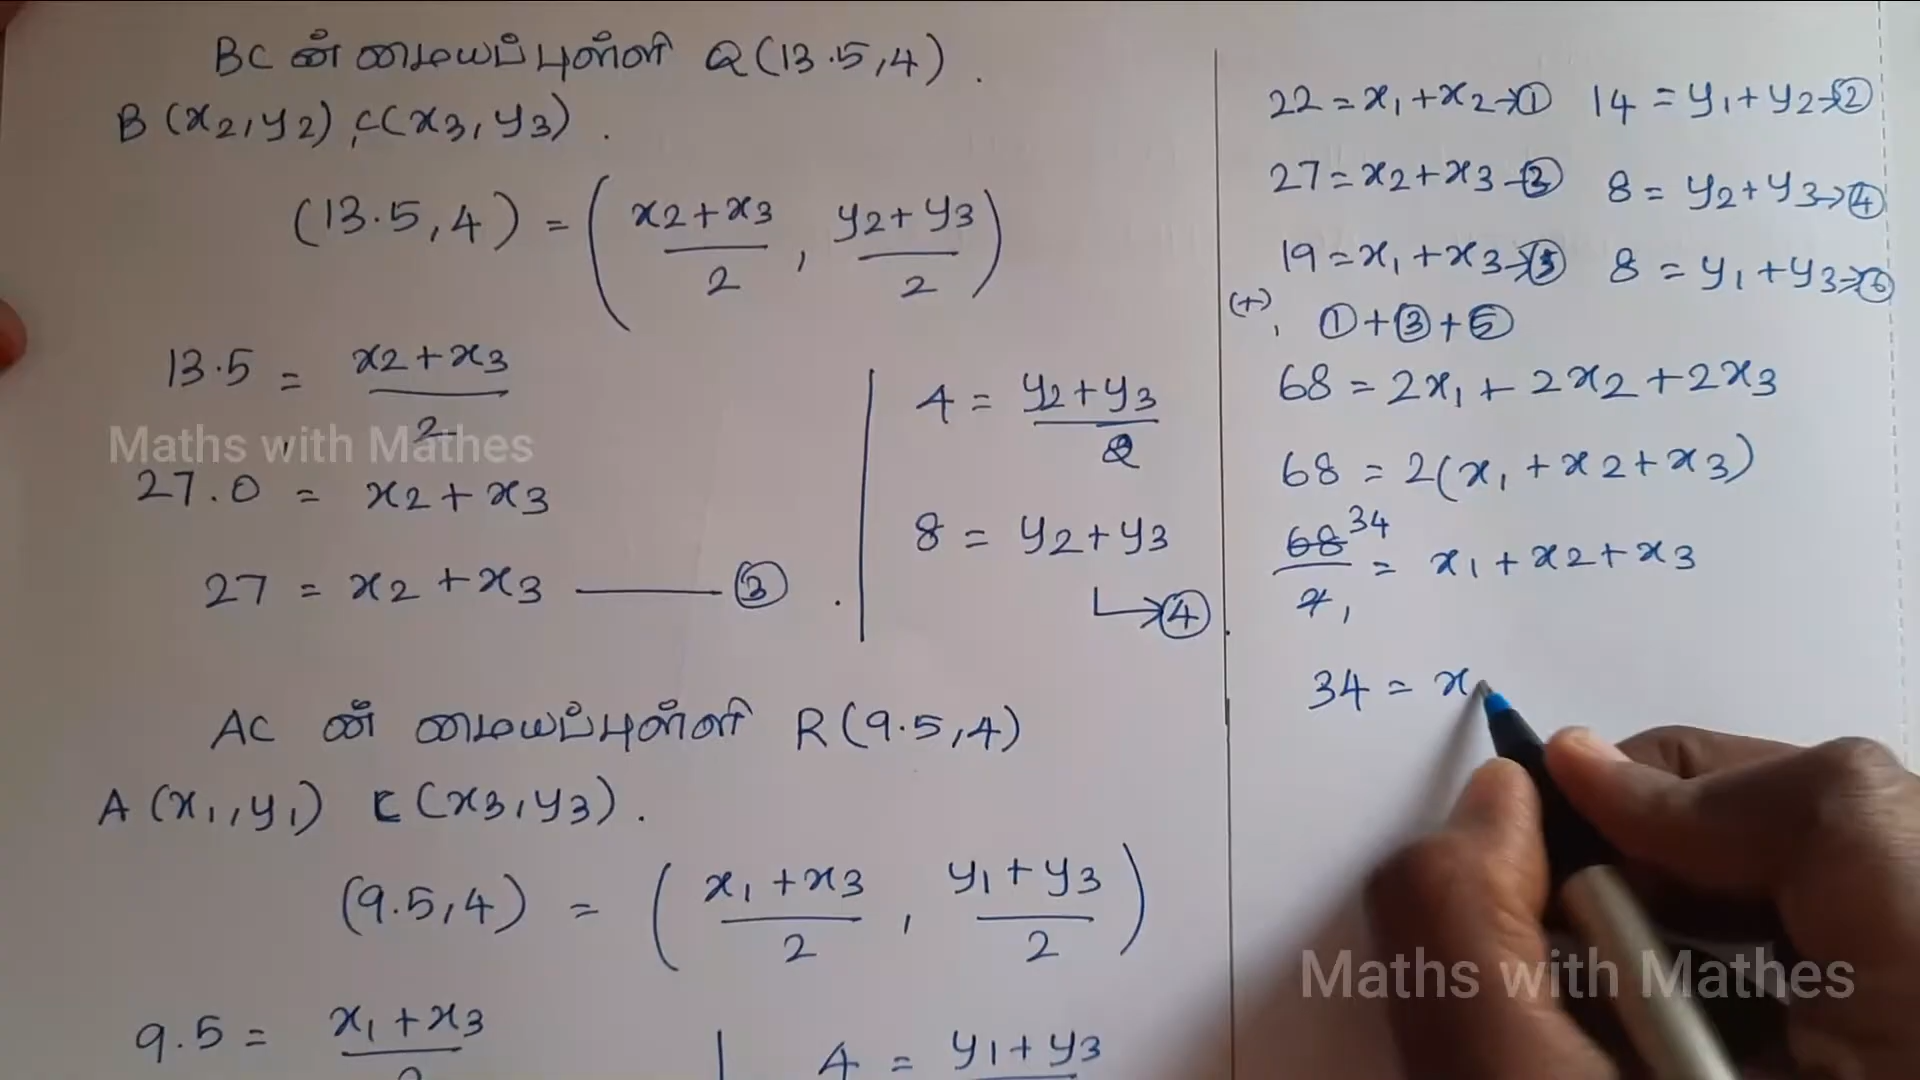 BC ன் மையப்புள்ளி Q(13.5,4).
B(x2,y2), C(x3,y3).
(13.5,4) = (x2+x3/2, y2+y3/2)
13.5 = x2+x3/2
27.0 = x2+x3
27 = x2+x3 —— ③
4 = y2+y3/2
8 = y2+y3
→④
AC ன் மையப்புள்ளி R(9.5,4)
A(x1,y1) C(x3,y3).
(9.5,4) = (x1+x3/2, y1+y3/2)
9.5 = x1+x3
4 = y1+y3
22=x1+x2→① 14=y1+y2→②
27=x2+x3→③ 8=y2+y3→④
19=x1+x3→⑤ 8=y1+y3→⑥
(+), ①+③+⑤
68=2x1+2x2+2x3
68=2(x1+x2+x3)
68 34/2 1 = x1+x2+x3
34 = x
Maths with Mathes
Maths with Mathes